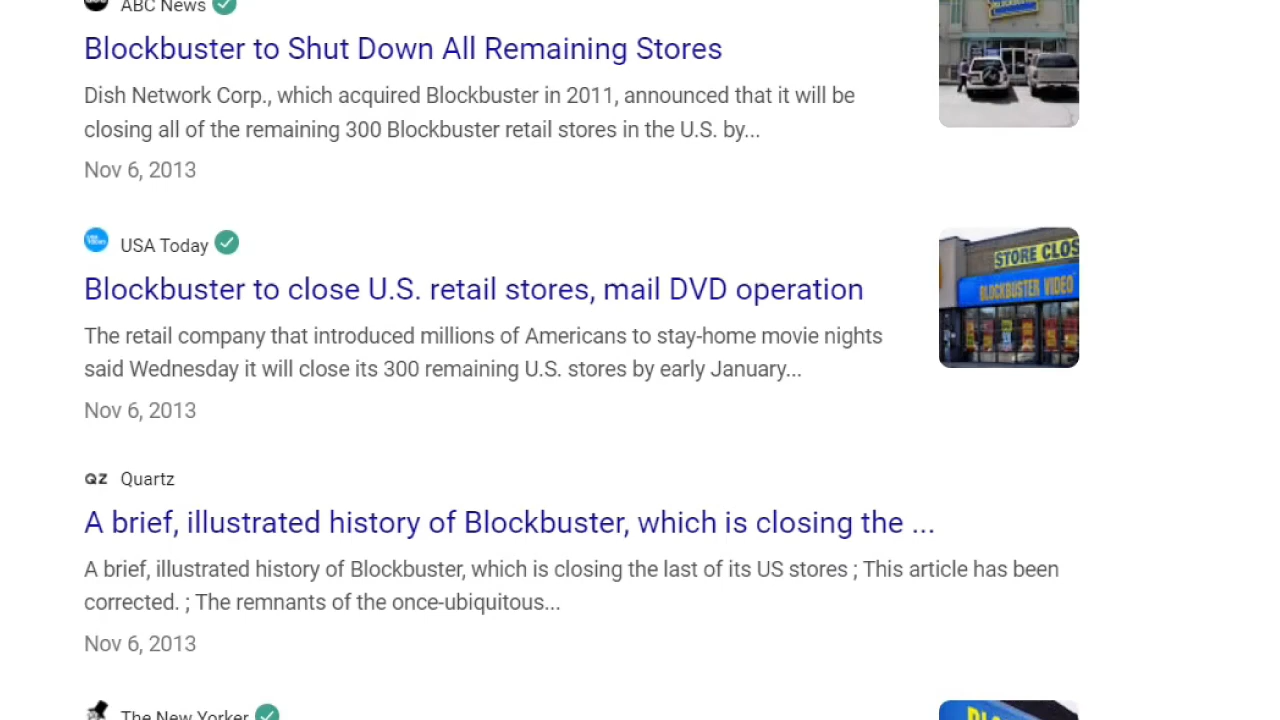 ABC News
Blockbuster to Shut Down All Remaining Stores
Dish Network Corp., which acquired Blockbuster in 2011, announced that it will be
closing all of the remaining 300 Blockbuster retail stores in the U.S. by...
Nov 6, 2013
USA Today
Blockbuster to close U.S. retail stores, mail DVD operation
The retail company that introduced millions of Americans to stay-home movie nights
said Wednesday it will close its 300 remaining U.S. stores by early January...
Nov 6, 2013
STORE CLOS
BLOCKBUSTER VIDEO
QZ Quartz
A brief, illustrated history of Blockbuster, which is closing the ...
A brief, illustrated history of Blockbuster, which is closing the last of its US stores ; This article has been
corrected. ; The remnants of the once-ubiquitous...
Nov 6, 2013
The New Yorker